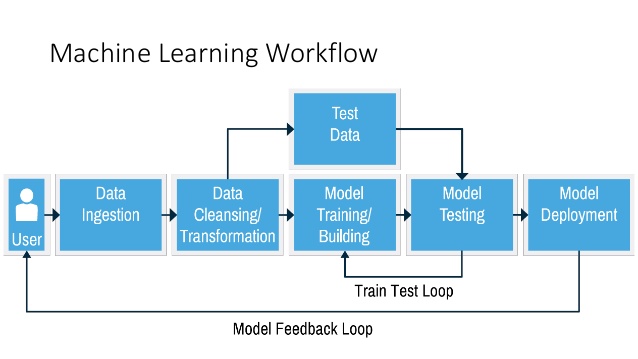 Machine Learning Workflow
Test
Data
User
Data
Ingestion
Data
Cleansing/
Transformation
Model
Training/
Building
Model
Testing
Model
Deployment
Train Test Loop
Model Feedback Loop